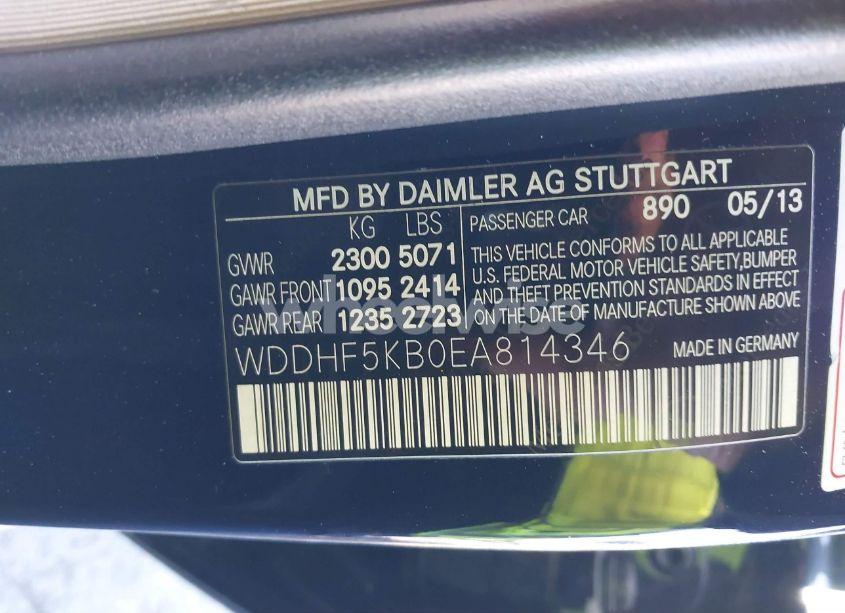 MFD BY DAIMLER AG STUTTGART
KG LBS
GVWR 2300 5071
GAWR FRONT 1095 2414
GAWR REAR 1235 2723
PASSENGER CAR 890 05/13
THIS VEHICLE CONFORMS TO ALL APPLICABLE
U.S. FEDERAL MOTOR VEHICLE SAFETY,BUMPER
AND THEFT PREVENTION STANDARDS IN EFFECT
ON THE DATE OF MANUFACTURE SHOWN ABOVE
WDDHF5KB0EA814346 MADE IN GERMANY
wheelwise